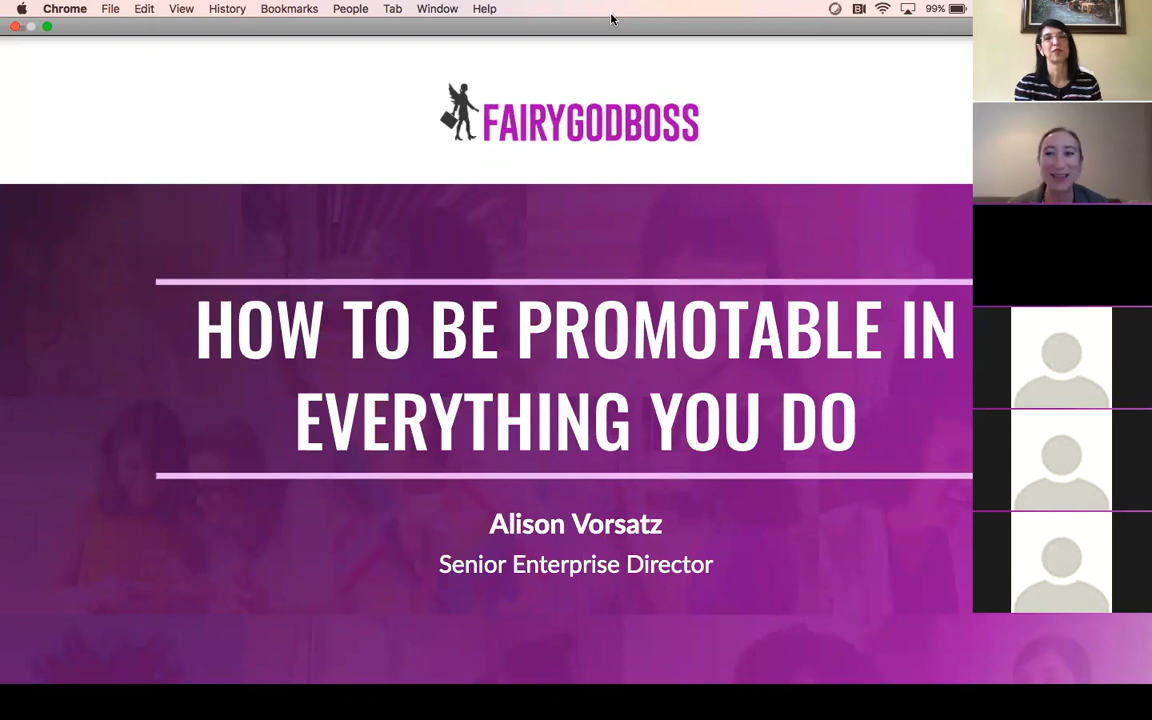 Chrome File Edit View History Bookmarks People Tab Window Help 99%
FAIRYGODBOSS
HOW TO BE PROMOTABLE IN
EVERYTHING YOU DO
Alison Vorsatz
Senior Enterprise Director